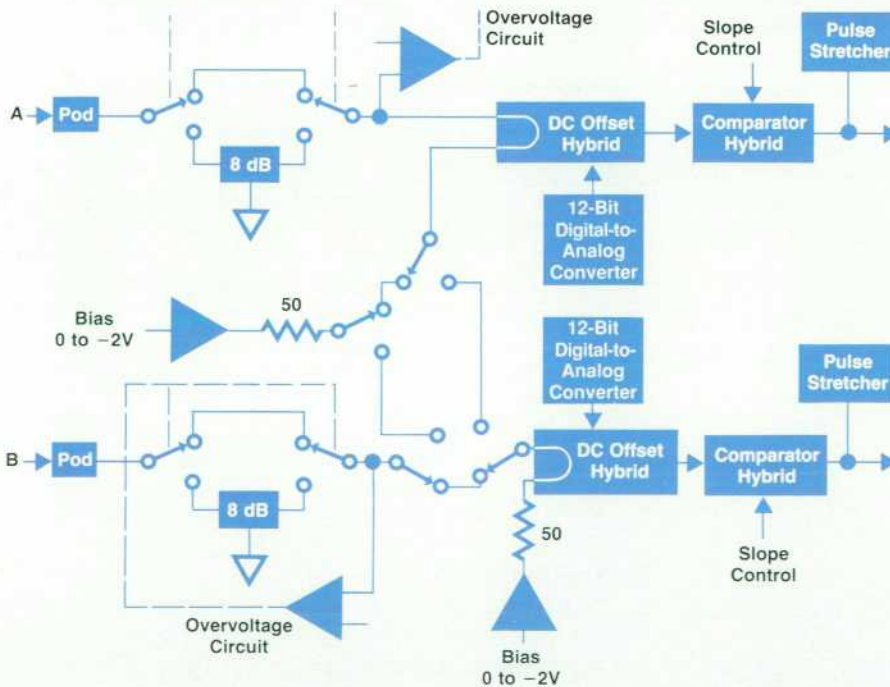 Overvoltage
Circuit
Pulse
Stretcher
Slope
Control
A
Pod
8 dB
DC Offset
Hybrid
Comparator
Hybrid
12-Bit
Digital-to-
Analog
Converter
Bias
0 to −2V
50
12-Bit
Digital-to-
Analog
Converter
Pulse
Stretcher
B
Pod
8 dB
DC Offset
Hybrid
Comparator
Hybrid
50
Slope
Control
Overvoltage
Circuit
Bias
0 to −2V